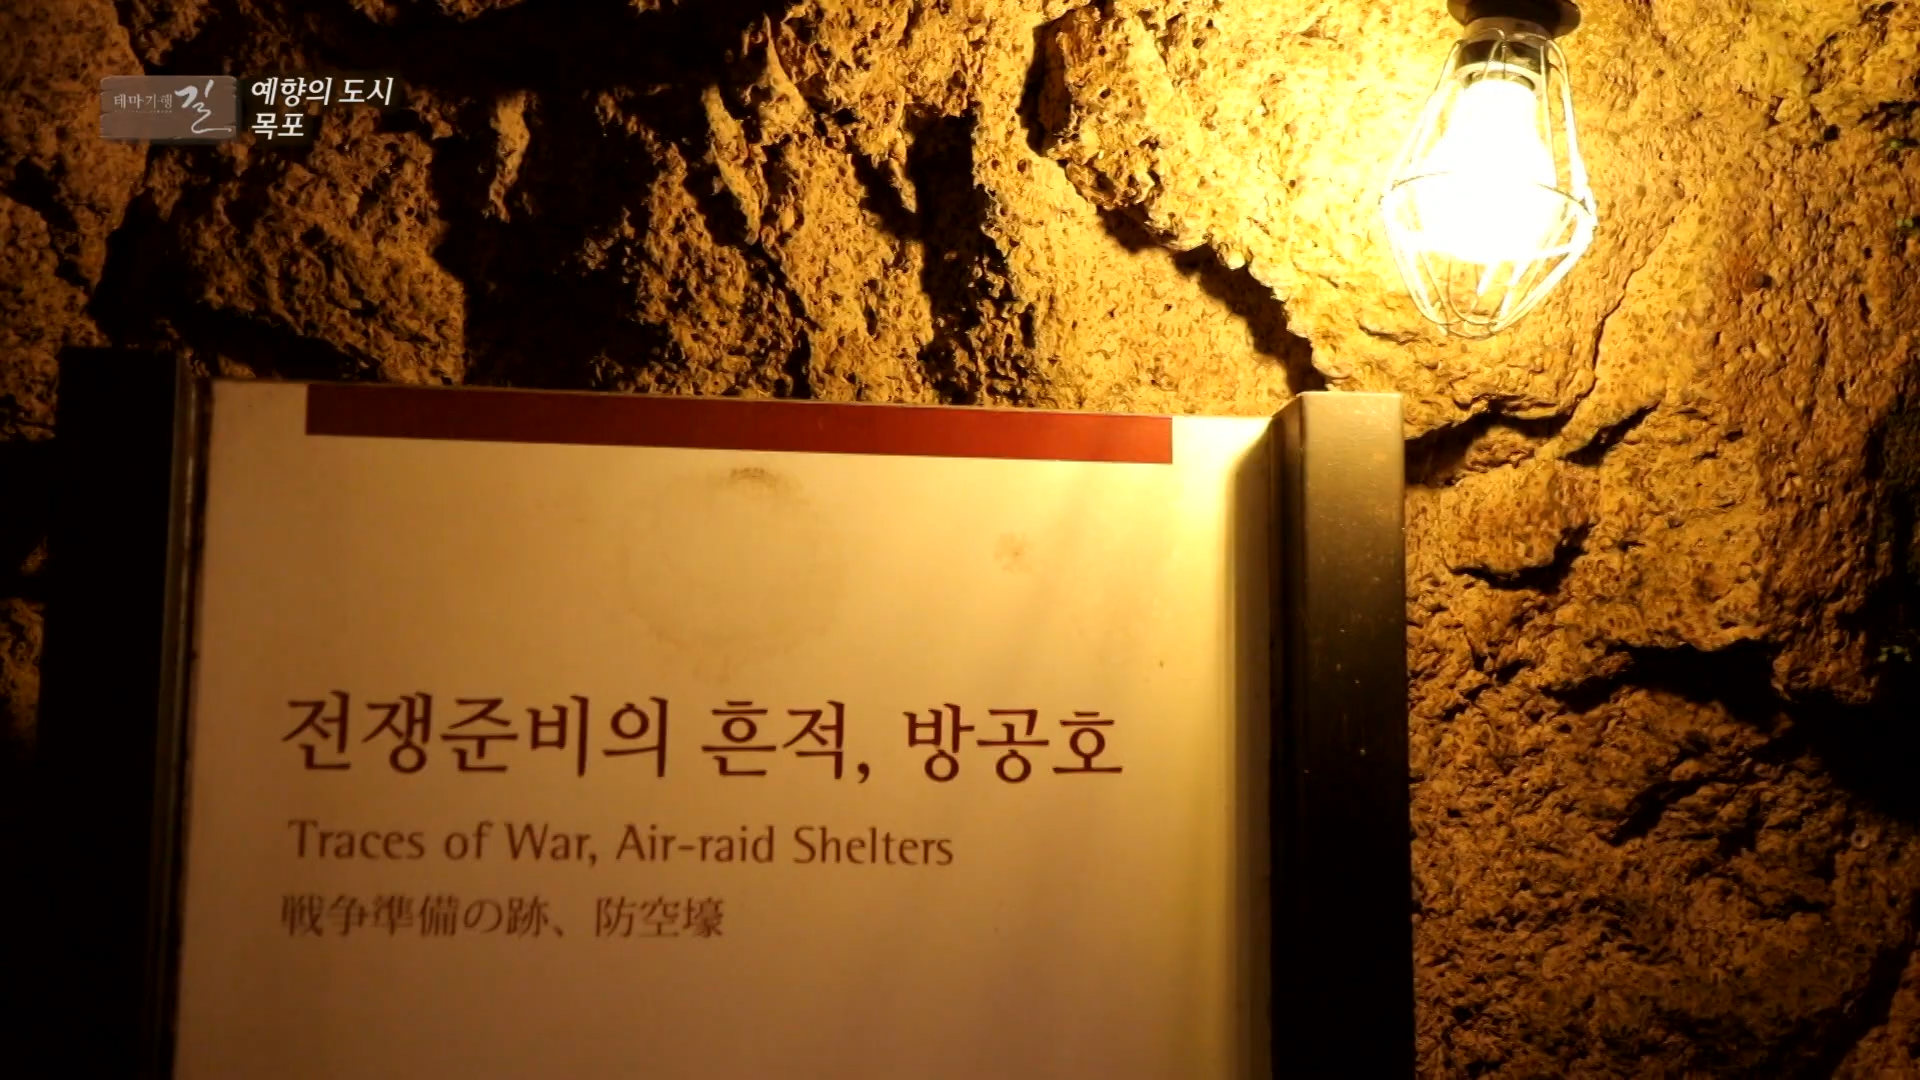 테마기행 길
예향의 도시
목포
전쟁준비의 흔적, 방공호
Traces of War, Air-raid Shelters
戦争準備の跡、防空壕